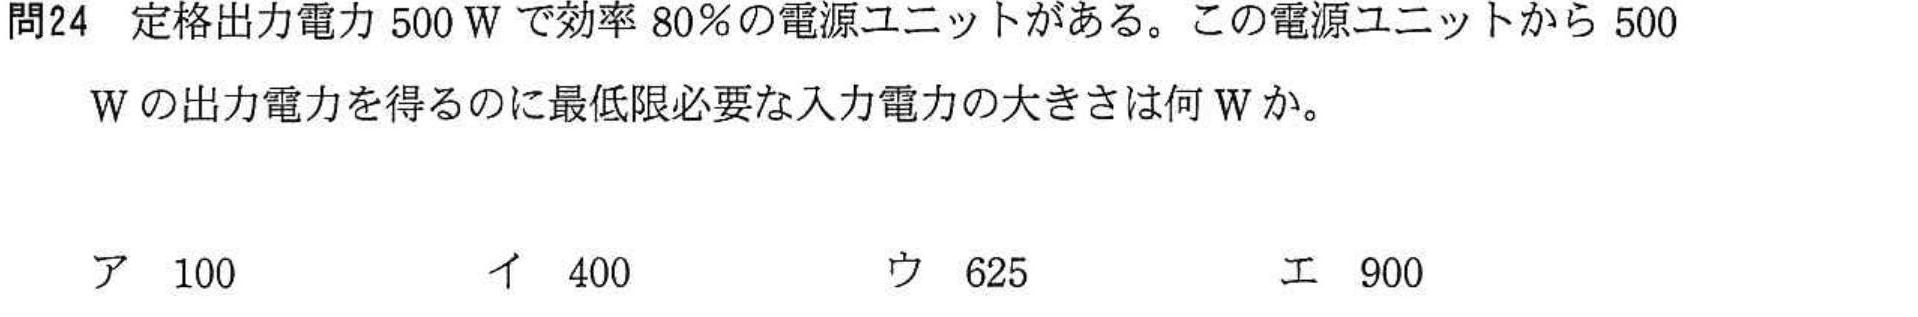 問24 定格出力電力 500 W で効率 80%の電源ユニットがある。この電源ユニットから 500
W の出力電力を得るのに最低限必要な入力電力の大きさは何 W か。
ア 100 イ 400 ウ 625 エ 900